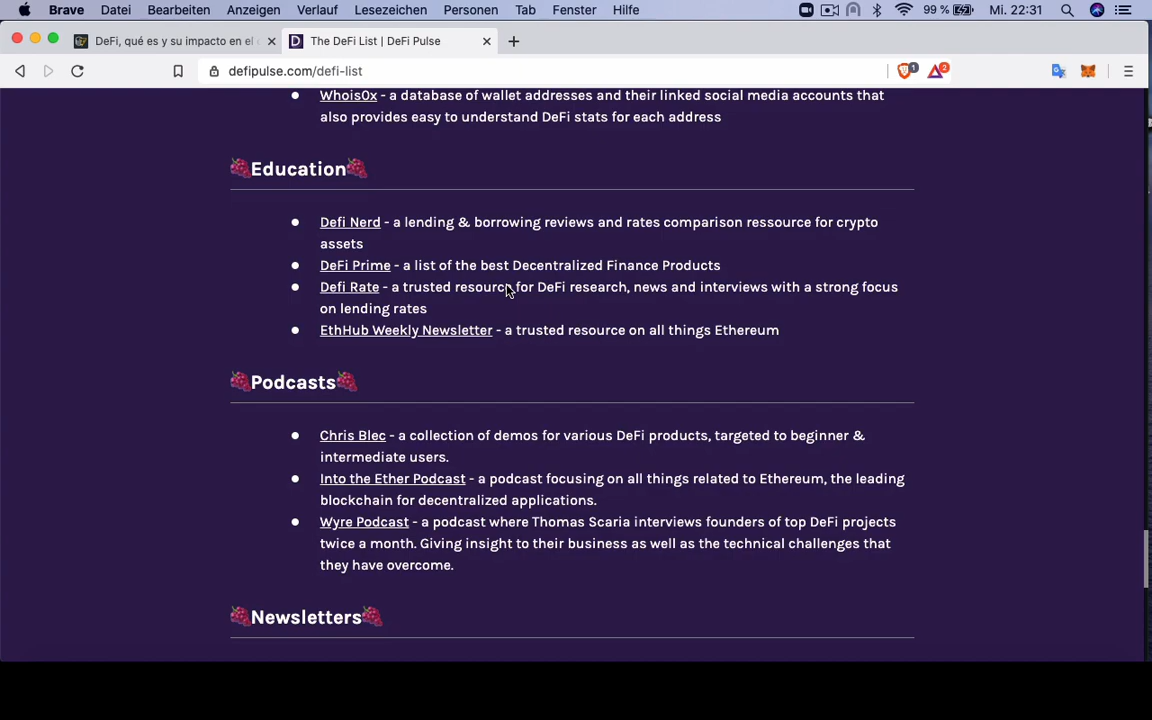 Brave Datei Bearbeiten Anzeigen Verlauf Lesezeichen Personen Tab Fenster Hilfe 99 % Mi. 22:31
DeFi, qué es y su impacto en el
The DeFi List | DeFi Pulse
defipulse.com/defi-list
1
2
Whois0x - a database of wallet addresses and their linked social media accounts that
also provides easy to understand DeFi stats for each address
Education
Defi Nerd - a lending & borrowing reviews and rates comparison ressource for crypto
assets
DeFi Prime - a list of the best Decentralized Finance Products
Defi Rate - a trusted resource for DeFi research, news and interviews with a strong focus
on lending rates
EthHub Weekly Newsletter - a trusted resource on all things Ethereum
Podcasts
Chris Blec - a collection of demos for various DeFi products, targeted to beginner &
intermediate users.
Into the Ether Podcast - a podcast focusing on all things related to Ethereum, the leading
blockchain for decentralized applications.
Wyre Podcast - a podcast where Thomas Scaria interviews founders of top DeFi projects
twice a month. Giving insight to their business as well as the technical challenges that
they have overcome.
Newsletters